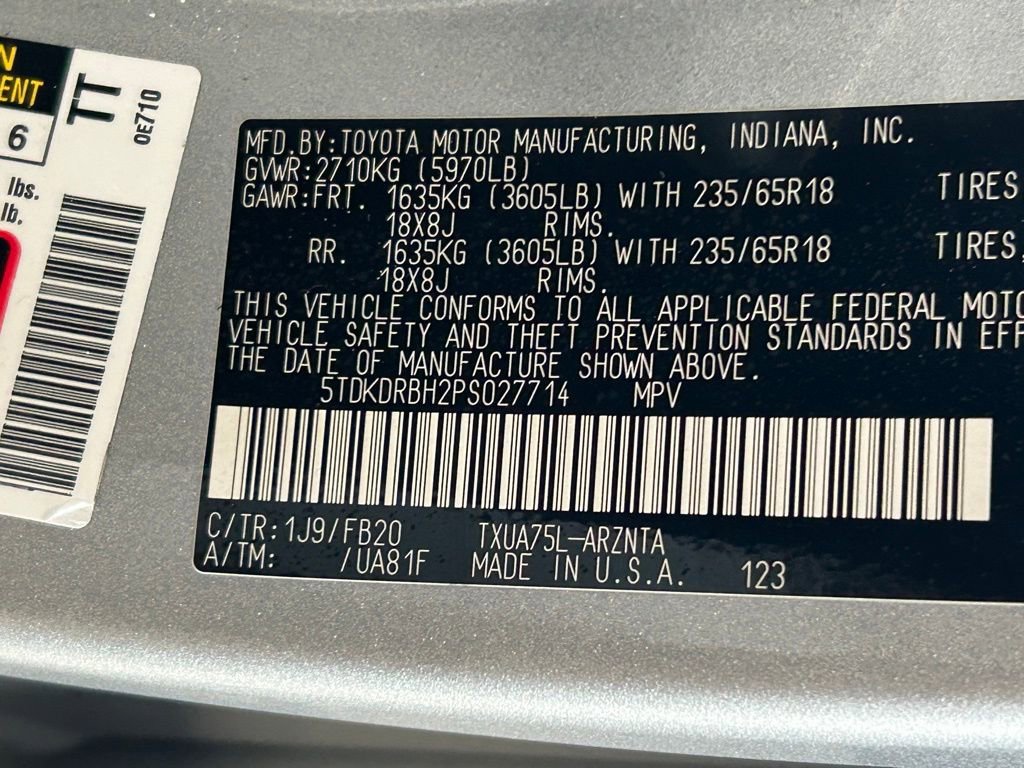 N
ENT
6
lbs.
lb.
TT
0E710
MFD.BY:TOYOTA MOTOR MANUFACTURING, INDIANA, INC.
GVWR:2710KG (5970LB)
GAWR:FRT. 1635KG (3605LB) WITH 235/65R18 TIRES
18X8J RIMS.
RR. 1635KG (3605LB) WITH 235/65R18 TIRES,
18X8J RIMS.
THIS VEHICLE CONFORMS TO ALL APPLICABLE FEDERAL MOTO
VEHICLE SAFETY AND THEFT PREVENTION STANDARDS IN EFF
THE DATE OF MANUFACTURE SHOWN ABOVE.
5TDKDRBH2PS027714 MPV
C/TR:1J9/FB20 TXUA75L-ARZNTA
A/TM: /UA81F MADE IN U.S.A. 123